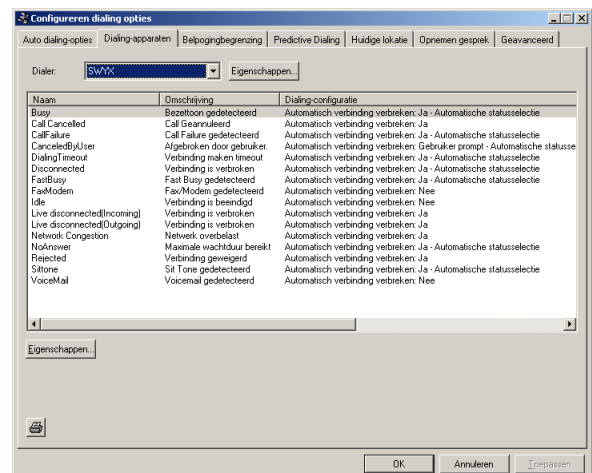 Configureren dialing opties
Auto dialing-opties Dialing-apparaten Belpogingbegrenzing Predictive Dialing Huidige lokatie Opnemen gesprek Geavanceerd
Dialer: SWYX Eigenschappen...
Naam Omschrijving Dialing-configuratie
Busy Bezettoon gedetecteerd Automatisch verbinding verbreken: Ja - Automatische statusselectie
Call Cancelled Call Geannuleerd Automatisch verbinding verbreken: Ja
CallFailure Call Failure gedetecteerd Automatisch verbinding verbreken: Ja - Automatische statusselectie
CanceledByUser Afgebroken door gebruiker. Automatisch verbinding verbreken: Gebruiker prompt - Automatische statusse
DialingTimeout Verbinding maken timeout Automatisch verbinding verbreken: Ja - Automatische statusselectie
Disconnected Verbinding is verbroken Automatisch verbinding verbreken: Ja - Automatische statusselectie
FastBusy Fast Busy gedetecteerd Automatisch verbinding verbreken: Ja - Automatische statusselectie
FaxModem Fax/Modem gedetecteerd Automatisch verbinding verbreken: Nee
Idle Verbinding is beeindigd Automatisch verbinding verbreken: Nee
Live disconnected(Incoming) Verbinding is verbroken Automatisch verbinding verbreken: Ja
Live disconnected(Outgoing) Verbinding is verbroken Automatisch verbinding verbreken: Ja
Network Congestion Netwerk overbelast Automatisch verbinding verbreken: Ja
NoAnswer Maximale wachtduur bereikt Automatisch verbinding verbreken: Ja - Automatische statusselectie
Rejected Verbinding geweigerd Automatisch verbinding verbreken: Ja
Sittone Sit Tone gedetecteerd Automatisch verbinding verbreken: Ja - Automatische statusselectie
VoiceMail Voicemail gedetecteerd Automatisch verbinding verbreken: Nee
Eigenschappen...
OK Annuleren Toepassen